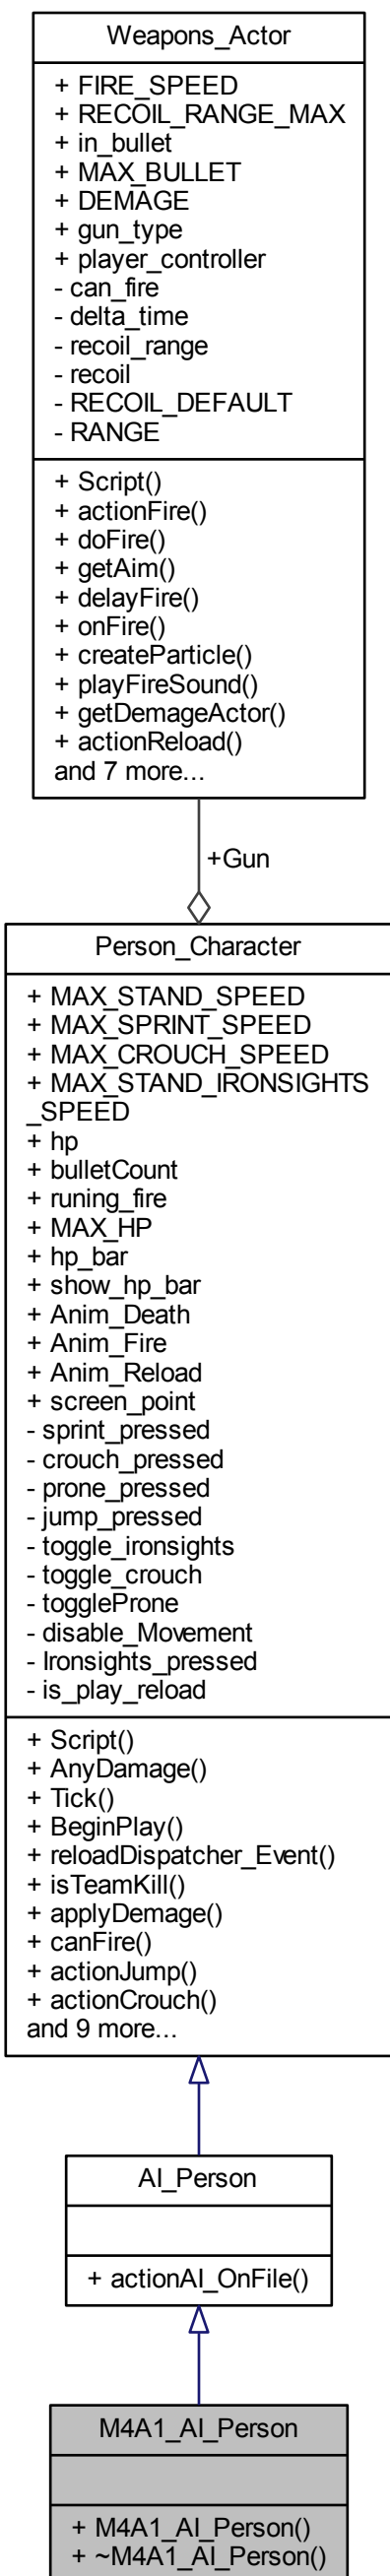 Weapons_Actor
+ FIRE_SPEED
+ RECOIL_RANGE_MAX
+ in_bullet
+ MAX_BULLET
+ DEMAGE
+ gun_type
+ player_controller
- can_fire
- delta_time
- recoil_range
- recoil
- RECOIL_DEFAULT
- RANGE
+ Script()
+ actionFire()
+ doFire()
+ getAim()
+ delayFire()
+ onFire()
+ createParticle()
+ playFireSound()
+ getDemageActor()
+ actionReload()
and 7 more...
+Gun
Person_Character
+ MAX_STAND_SPEED
+ MAX_SPRINT_SPEED
+ MAX_CROUCH_SPEED
+ MAX_STAND_IRONSIGHTS
_SPEED
+ hp
+ bulletCount
+ runing_fire
+ MAX_HP
+ hp_bar
+ show_hp_bar
+ Anim_Death
+ Anim_Fire
+ Anim_Reload
+ screen_point
- sprint_pressed
- crouch_pressed
- prone_pressed
- jump_pressed
- toggle_ironsights
- toggle_crouch
- toggleProne
- disable_Movement
- Ironsights_pressed
- is_play_reload
+ Script()
+ AnyDamage()
+ Tick()
+ BeginPlay()
+ reloadDispatcher_Event()
+ isTeamKill()
+ applyDemage()
+ canFire()
+ actionJump()
+ actionCrouch()
and 9 more...
AI_Person
+ actionAI_OnFile()
M4A1_AI_Person
+ M4A1_AI_Person()
+ ~M4A1_AI_Person()